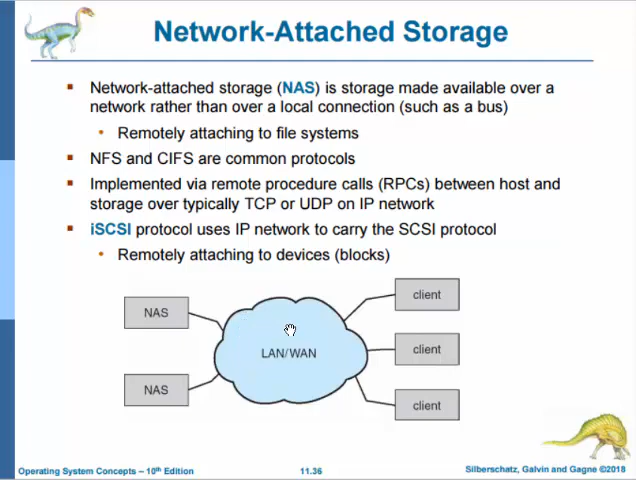 Network-Attached Storage
Network-attached storage (NAS) is storage made available over a
network rather than over a local connection (such as a bus)
Remotely attaching to file systems
NFS and CIFS are common protocols
Implemented via remote procedure calls (RPCs) between host and
storage over typically TCP or UDP on IP network
iSCSI protocol uses IP network to carry the SCSI protocol
Remotely attaching to devices (blocks)
NAS
client
LAN/WAN
client
NAS
client
Operating System Concepts – 10th Edition
11.36
Silberschatz, Galvin and Gagne ©2018